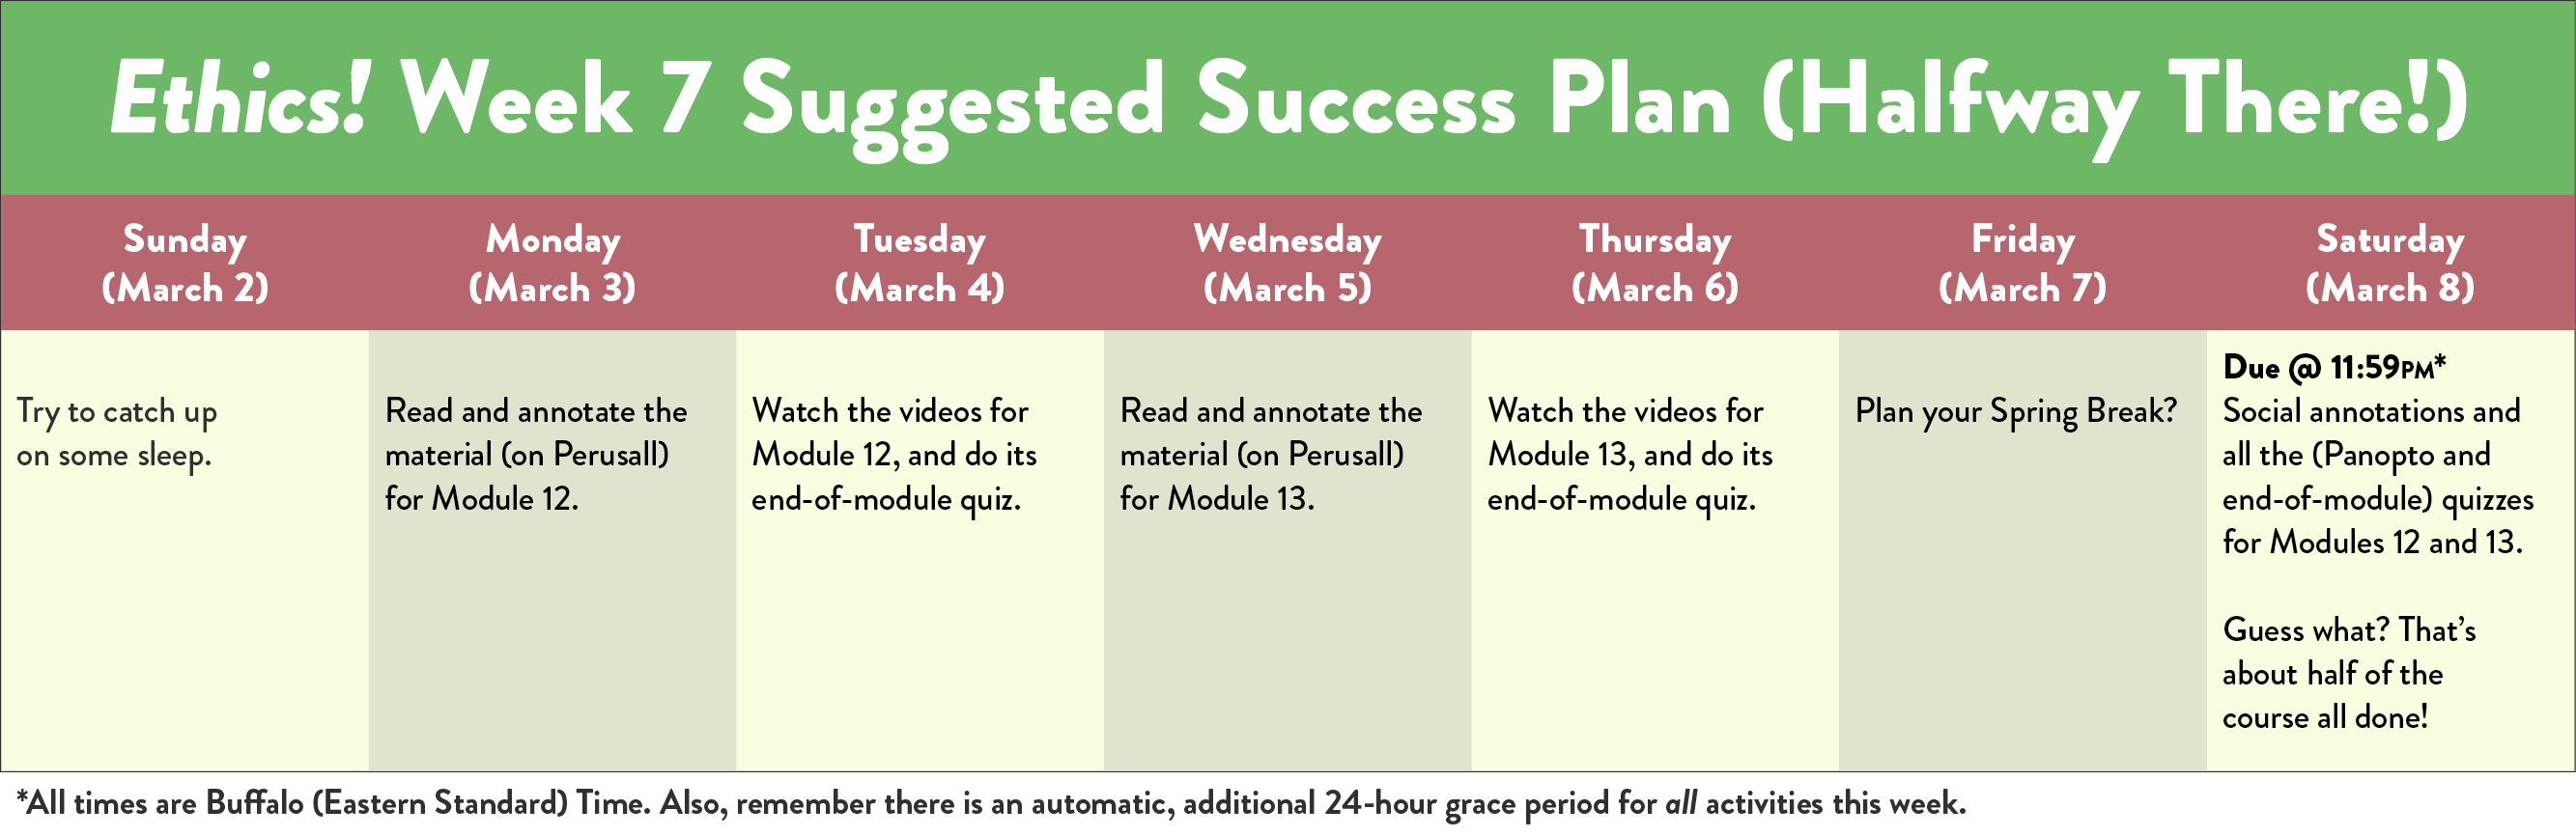 Ethics! Week 7 Suggested Success Plan (Halfway There!)
Sunday
(March 2)
Monday
(March 3)
Tuesday
(March 4)
Wednesday
(March 5)
Thursday
(March 6)
Friday
(March 7)
Saturday
(March 8)
Try to catch up
on some sleep.
Read and annotate the
material (on Perusall)
for Module 12.
Watch the videos for
Module 12, and do its
end-of-module quiz.
Read and annotate the
material (on Perusall)
for Module 13.
Watch the videos for
Module 13, and do its
end-of-module quiz.
Plan your Spring Break?
Due @ 11:59PM*
Social annotations and
all the (Panopto and
end-of-module) quizzes
for Modules 12 and 13.
Guess what? That’s
about half of the
course all done!
*All times are Buffalo (Eastern Standard) Time. Also, remember there is an automatic, additional 24-hour grace period for all activities this week.